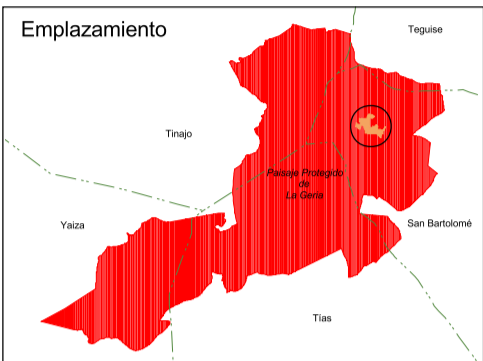 Emplazamiento
Teguise
Tinajo
Paisaje Protegido
de
La Geria
Yaiza
San Bartolomé
Tías